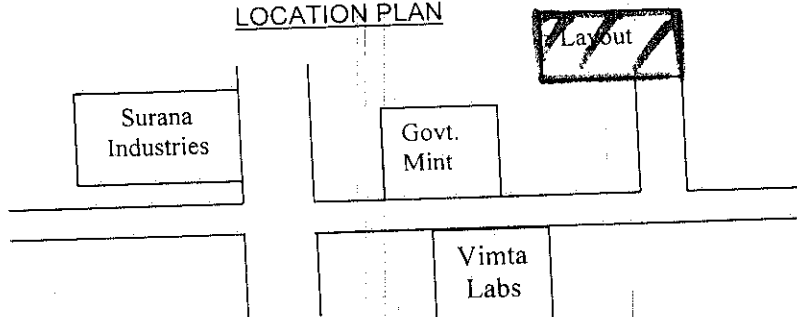 LOCATION PLAN
Layout
Surana
Industries
Govt.
Mint
Vimta
Labs